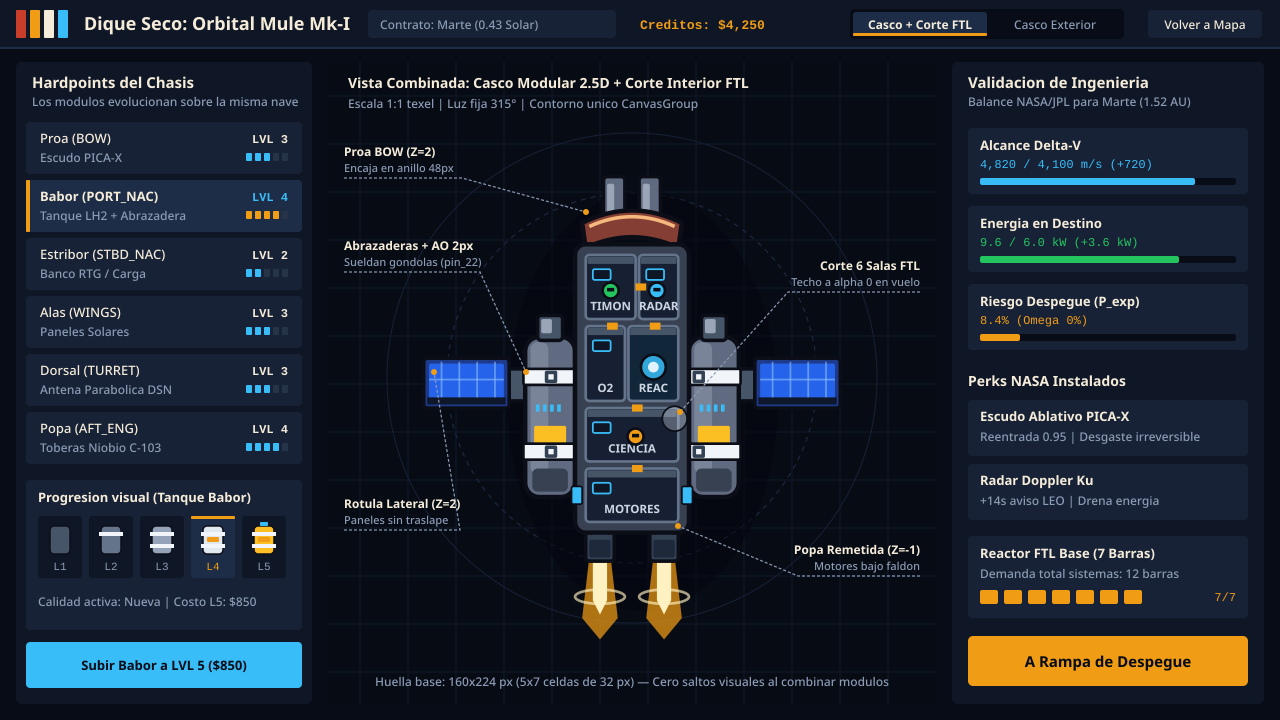 Dique Seco: Orbital Mule Mk-I
Contrato: Marte (0.43 Solar)
Creditos: $4,250
Casco + Corte FTL
Casco Exterior
Volver a Mapa
Hardpoints del Chasis
Los modulos evolucionan sobre la misma nave
Proa (BOW)
LVL 3
Escudo PICA-X
Babor (PORT_NAC)
LVL 4
Tanque LH2 + Abrazadera
Estribor (STBD_NAC)
LVL 2
Banco RTG / Carga
Alas (WINGS)
LVL 3
Paneles Solares
Dorsal (TURRET)
LVL 3
Antena Parabolica DSN
Popa (AFT_ENG)
LVL 4
Toberas Niobio C-103
Progresion visual (Tanque Babor)
L1
L2
L3
L4
L5
Calidad activa: Nueva | Costo L5: $850
Subir Babor a LVL 5 ($850)
Vista Combinada: Casco Modular 2.5D + Corte Interior FTL
Escala 1:1 texel | Luz fija 315° | Contorno unico CanvasGroup
Proa BOW (Z=2)
Encaja en anillo 48px
Abrazaderas + AO 2px
Sueldan gondolas (pin_22)
Corte 6 Salas FTL
Techo a alpha 0 en vuelo
TIMON
RADAR
O2
REAC
CIENCIA
MOTORES
Rotula Lateral (Z=2)
Paneles sin traslape
Popa Remetida (Z=-1)
Motores bajo faldon
Huella base: 160x224 px (5x7 celdas de 32 px) — Cero saltos visuales al combinar modulos
Validacion de Ingenieria
Balance NASA/JPL para Marte (1.52 AU)
Alcance Delta-V
4,820 / 4,100 m/s (+720)
Energia en Destino
9.6 / 6.0 kW (+3.6 kW)
Riesgo Despegue (P_exp)
8.4% (Omega 0%)
Perks NASA Instalados
Escudo Ablativo PICA-X
Reentrada 0.95 | Desgaste irreversible
Radar Doppler Ku
+14s aviso LEO | Drena energia
Reactor FTL Base (7 Barras)
Demanda total sistemas: 12 barras
7/7
A Rampa de Despegue